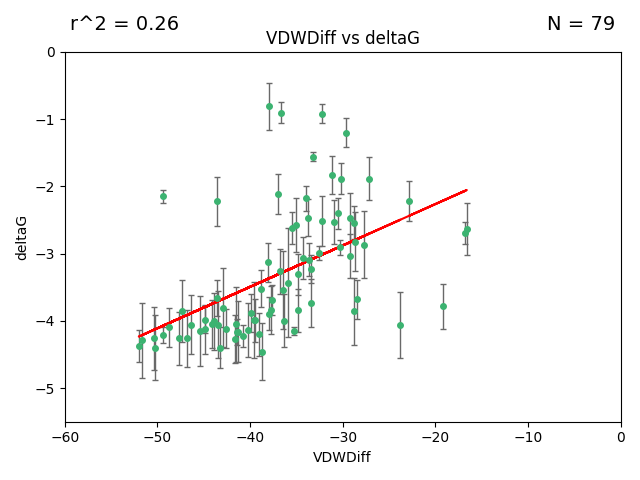 r^2 = 0.26
N = 79
VDWDiff vs deltaG
0
−1
−2
−3
−4
−5
deltaG
−60 −50 −40 −30 −20 −10 0
VDWDiff